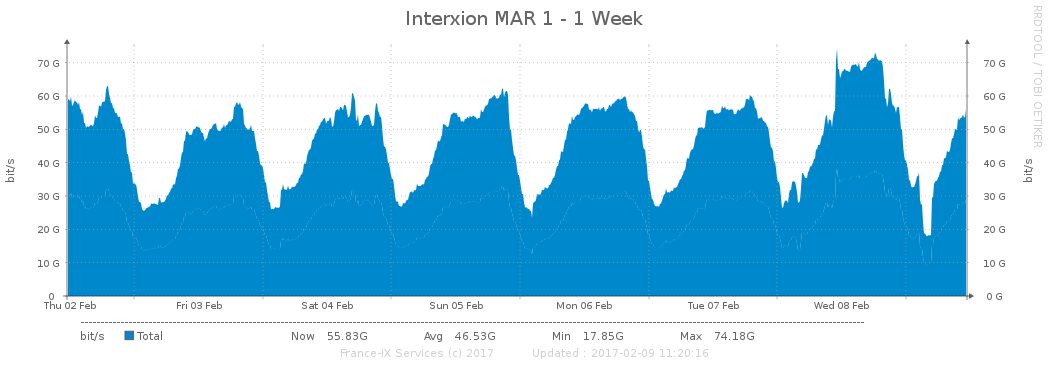 Interxion MAR 1 - 1 Week
RRDTOOL / TOBI OETIKER
bit/s
70 G 70 G
60 G 60 G
50 G 50 G
40 G 40 G
30 G 30 G
20 G 20 G
10 G 10 G
0 0 G
bit/s
Thu 02 Feb Fri 03 Feb Sat 04 Feb Sun 05 Feb Mon 06 Feb Tue 07 Feb Wed 08 Feb
bit/s Total Now 55.83G Avg 46.53G Min 17.85G Max 74.18G
France-IX Services (c) 2017 Updated : 2017-02-09 11:20:16